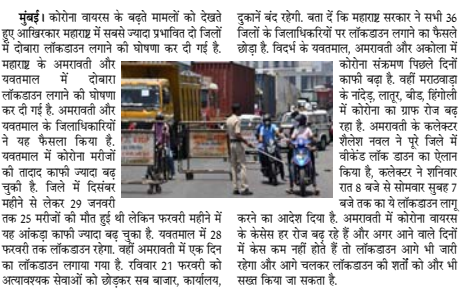 मुंबई। कोरोना वायरस के बढ़ते मामलों को देखते
हुए आखिरकार महाराष्ट्र में सबसे ज्यादा प्रभावित दो जिलों
में दोबारा लॉकडाउन लगाने की घोषणा कर दी गई है.
महाराष्ट्र के अमरावती और
यवतमाल में दोबारा
लॉकडाउन लगाने की घोषणा
कर दी गई है. अमरावती और
यवतमाल के जिलाधिकारियों
ने यह फैसला किया है.
यवतमाल में कोरोना मरीजों
की तादाद काफी ज्यादा बढ़
चुकी है. जिले में दिसंबर
महीने से लेकर 29 जनवरी
तक 25 मरीजों की मौत हुई थी लेकिन फरवरी महीने में
यह आंकड़ा काफी ज्यादा बढ़ चुका है. यवतमाल में 28
फरवरी तक लॉकडाउन रहेगा. वहीं अमरावती में एक दिन
का लॉकडाउन लगाया गया है. रविवार 21 फरवरी को
अत्यावश्यक सेवाओं को छोड़कर सब बाजार, कार्यालय,
दुकानें बंद रहेगी. बता दें कि महाराष्ट्र सरकार ने सभी 36
जिलों के जिलाधिकारियों पर लॉकडाउन लगाने का फैसले
छोड़ा है. विदर्भ के यवतमाल, अमरावती और अकोला में
कोरोना संक्रमण पिछले दिनों
काफी बढ़ा है. वहीं मराठवाड़ा
के नांदेड़, लातूर, बीड, हिंगोली
में कोरोना का ग्राफ रोज बढ़
रहा है. अमरावती के कलेक्टर
शैलेश नवल ने पूरे जिले में
वीकेंड लॉक डाउन का ऐलान
किया है, कलेक्टर ने शनिवार
रात 8 बजे से सोमवार सुबह 7
बजे तक का ये लॉकडाउन लागू
करने का आदेश दिया है. अमरावती में कोरोना वायरस
के केसेस हर रोज बढ़ रहे हैं और अगर आने वाले दिनों
में केस कम नहीं होते हैं तो लॉकडाउन आगे भी जारी
रहेगा और आगे चलकर लॉकडाउन की शर्तों को और भी
सख्त किया जा सकता है.